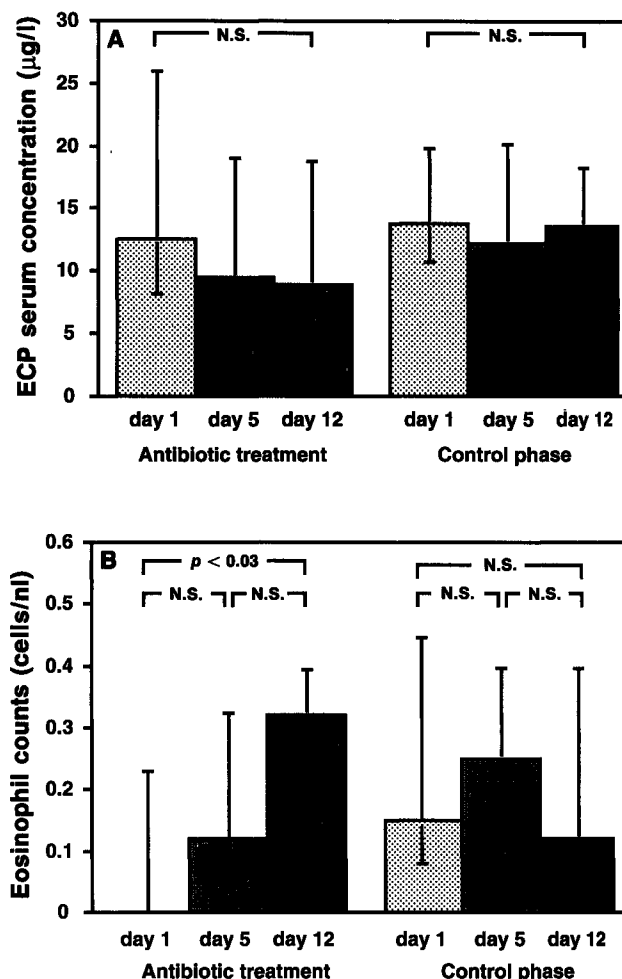 A
ECP serum concentration (μg/l)
30
25
20
15
10
5
0
N.S.
N.S.
day 1 day 5 day 12 day 1 day 5 day 12
Antibiotic treatment Control phase
B
Eosinophil counts (cells/nl)
0.6
0.5
0.4
0.3
0.2
0.1
0
p < 0.03
N.S. N.S.
N.S.
N.S. N.S.
day 1 day 5 day 12 day 1 day 5 day 12
Antibiotic treatment Control phase